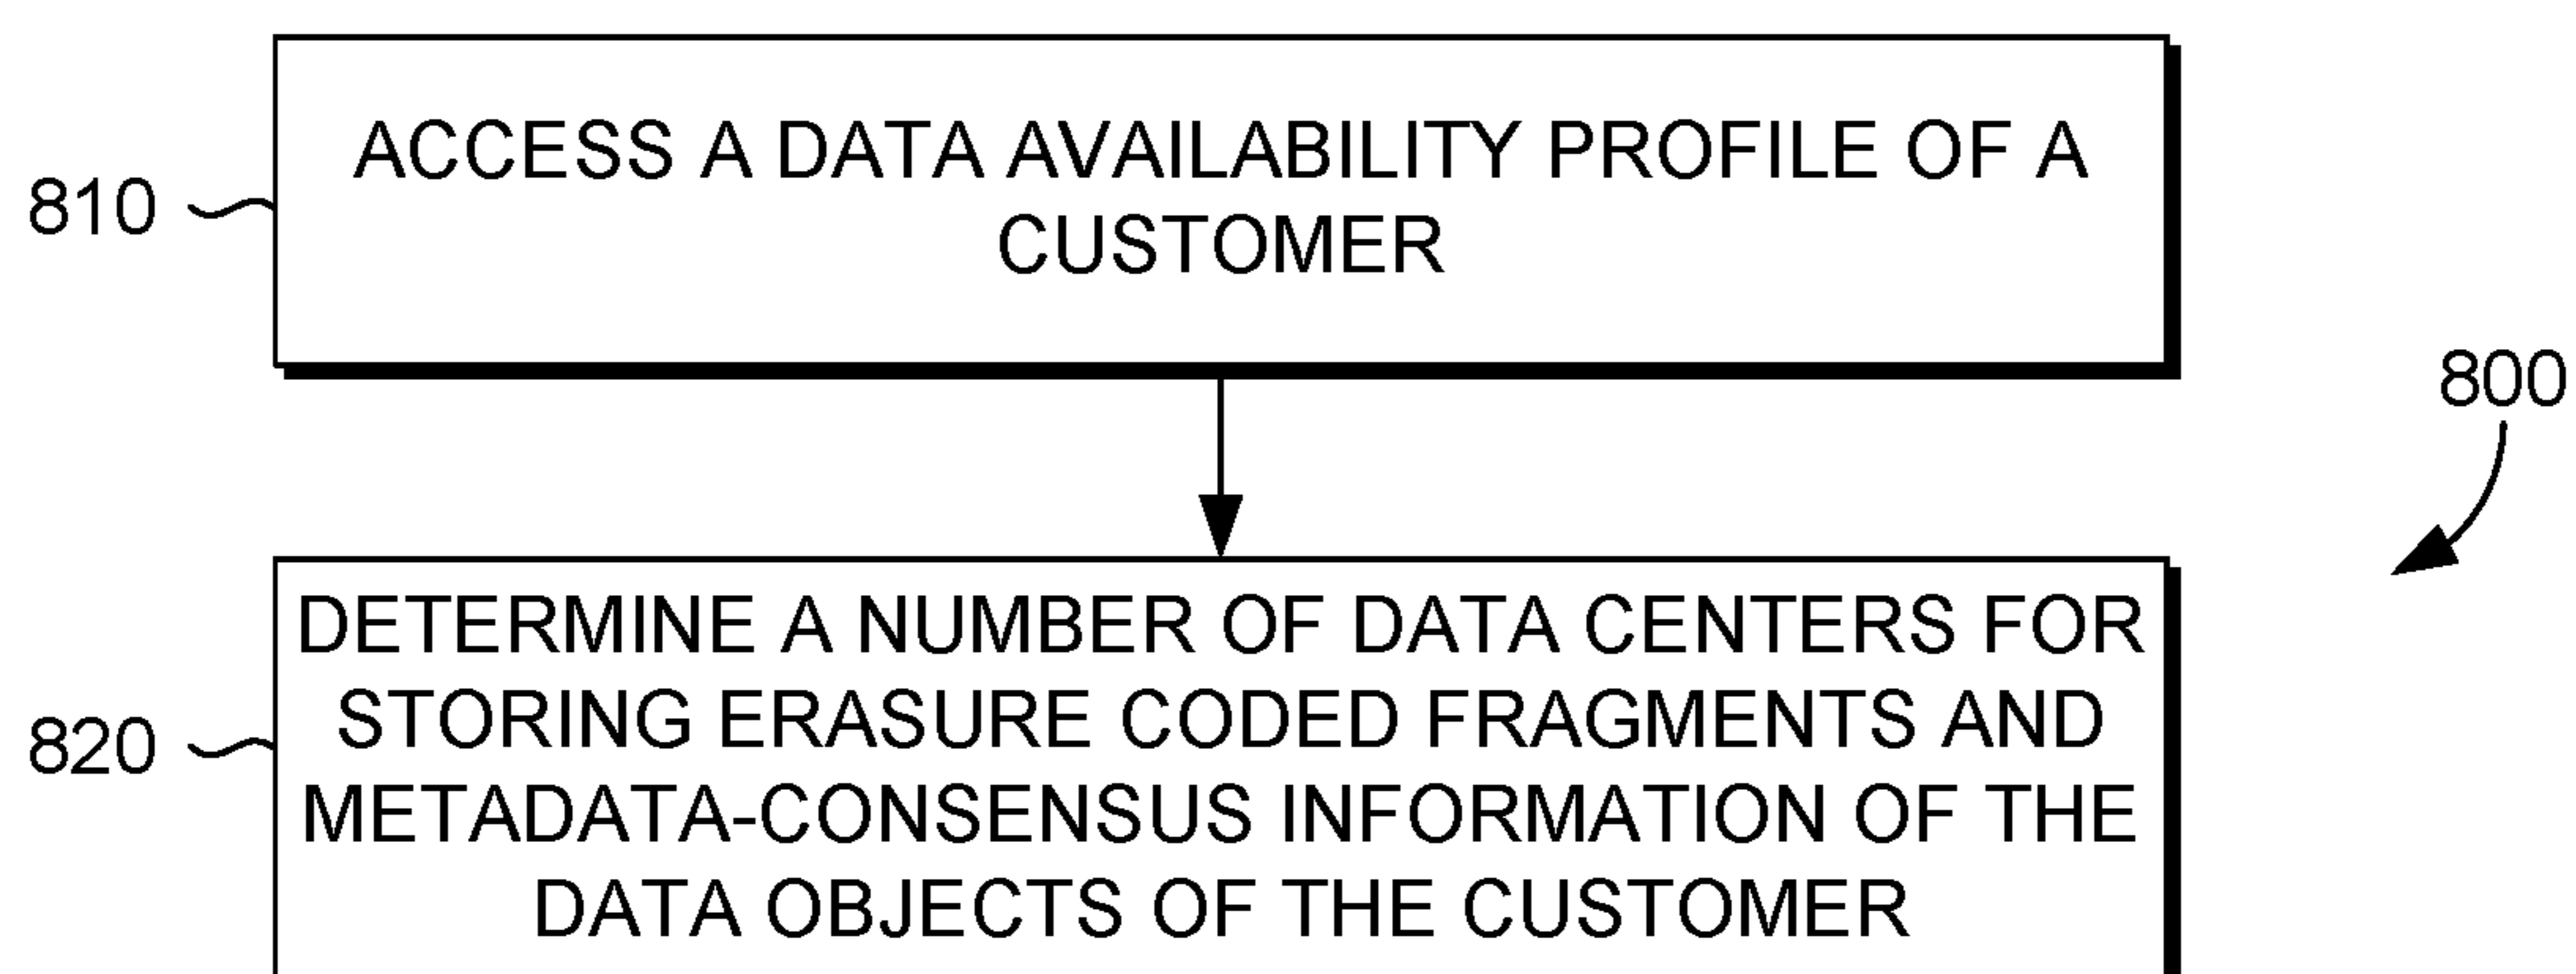 ACCESS A DATA AVAILABILITY PROFILE OF A
CUSTOMER
810
800
DETERMINE A NUMBER OF DATA CENTERS FOR
STORING ERASURE CODED FRAGMENTS AND
METADATA-CONSENSUS INFORMATION OF THE
DATA OBJECTS OF THE CUSTOMER
820